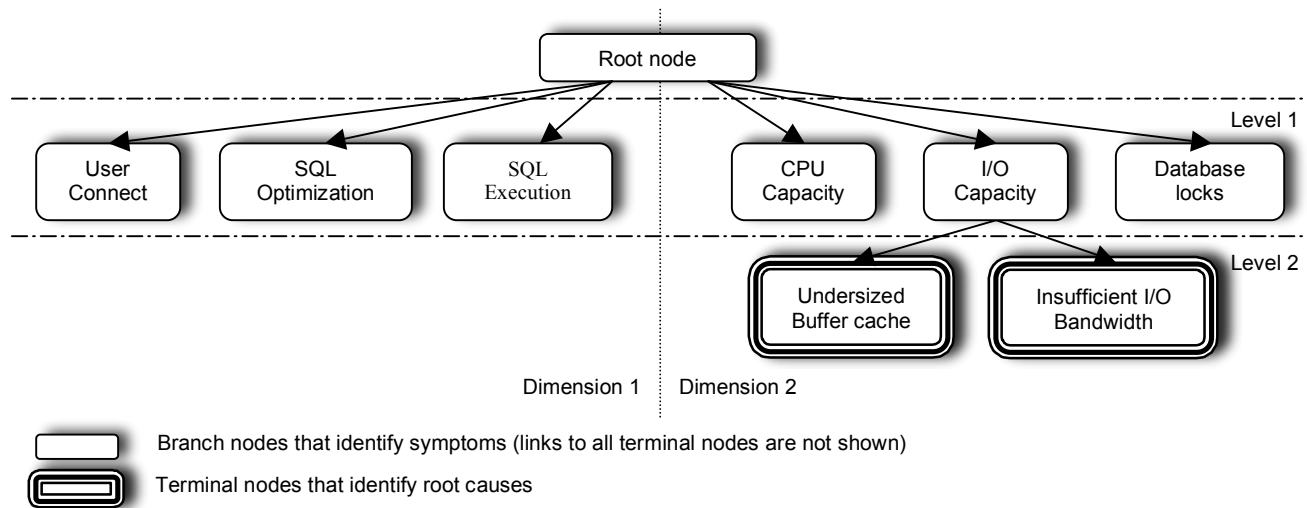 Root node
Level 1
User
Connect
SQL
Optimization
SQL
Execution
CPU
Capacity
I/O
Capacity
Database
locks
Level 2
Undersized
Buffer cache
Insufficient I/O
Bandwidth
Dimension 1
Dimension 2
Branch nodes that identify symptoms (links to all terminal nodes are not shown)
Terminal nodes that identify root causes